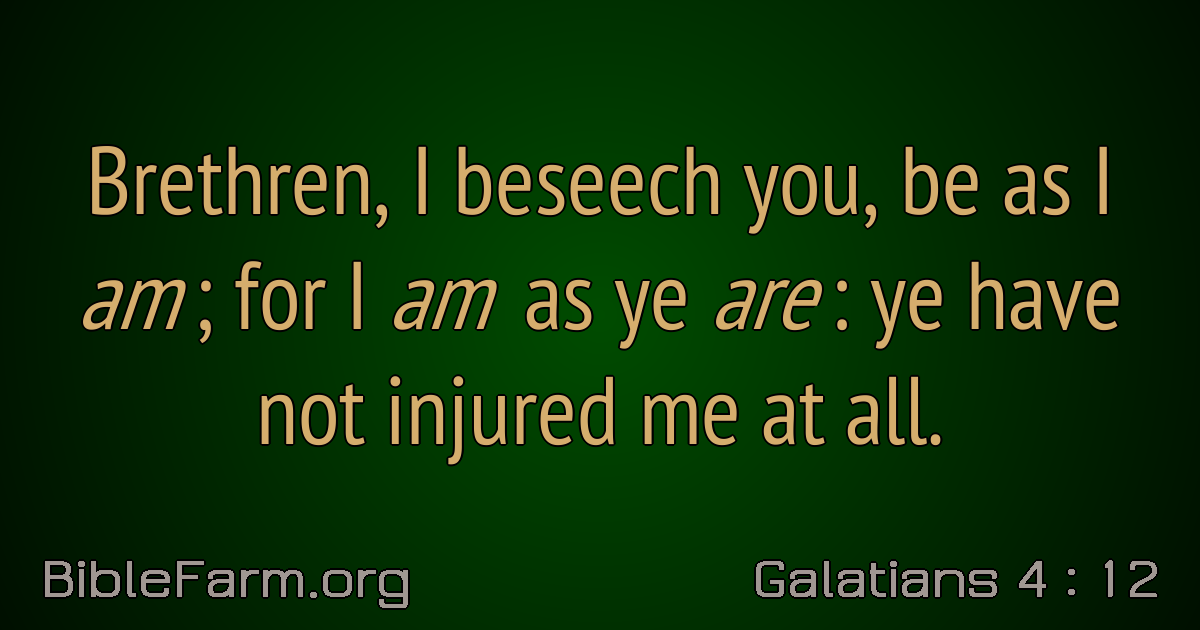 Brethren, I beseech you, be as I
am; for I am as ye are: ye have
not injured me at all.
BibleFarm.org
Galatians 4 : 12